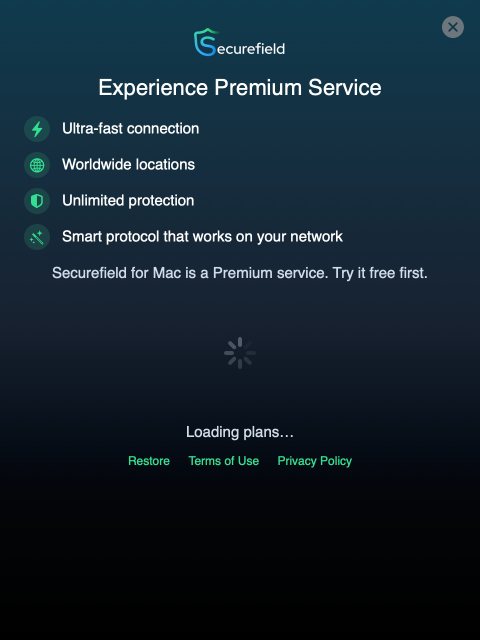 Securefield
Experience Premium Service
Ultra-fast connection
Worldwide locations
Unlimited protection
Smart protocol that works on your network
Securefield for Mac is a Premium service. Try it free first.
Loading plans…
Restore Terms of Use Privacy Policy